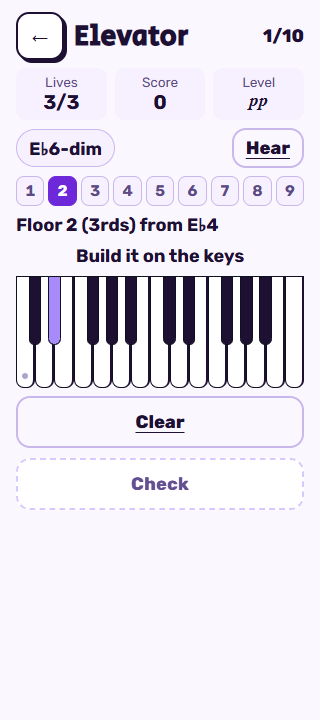 ← Elevator 1/10
Lives Score Level
3/3 0 pp
E♭6-dim Hear
1 2 3 4 5 6 7 8 9
Floor 2 (3rds) from E♭4
Build it on the keys
Clear
Check